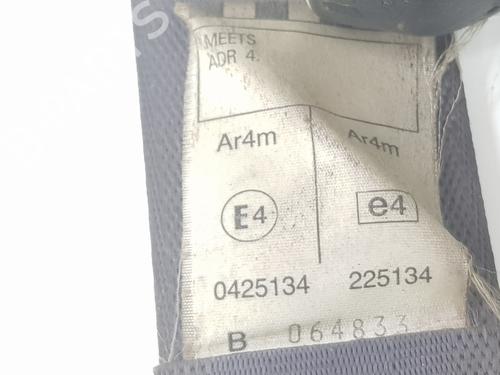 MEETS
ADR 4.
Ar4m Ar4m
E4 e4
0425134 225134
B 064833